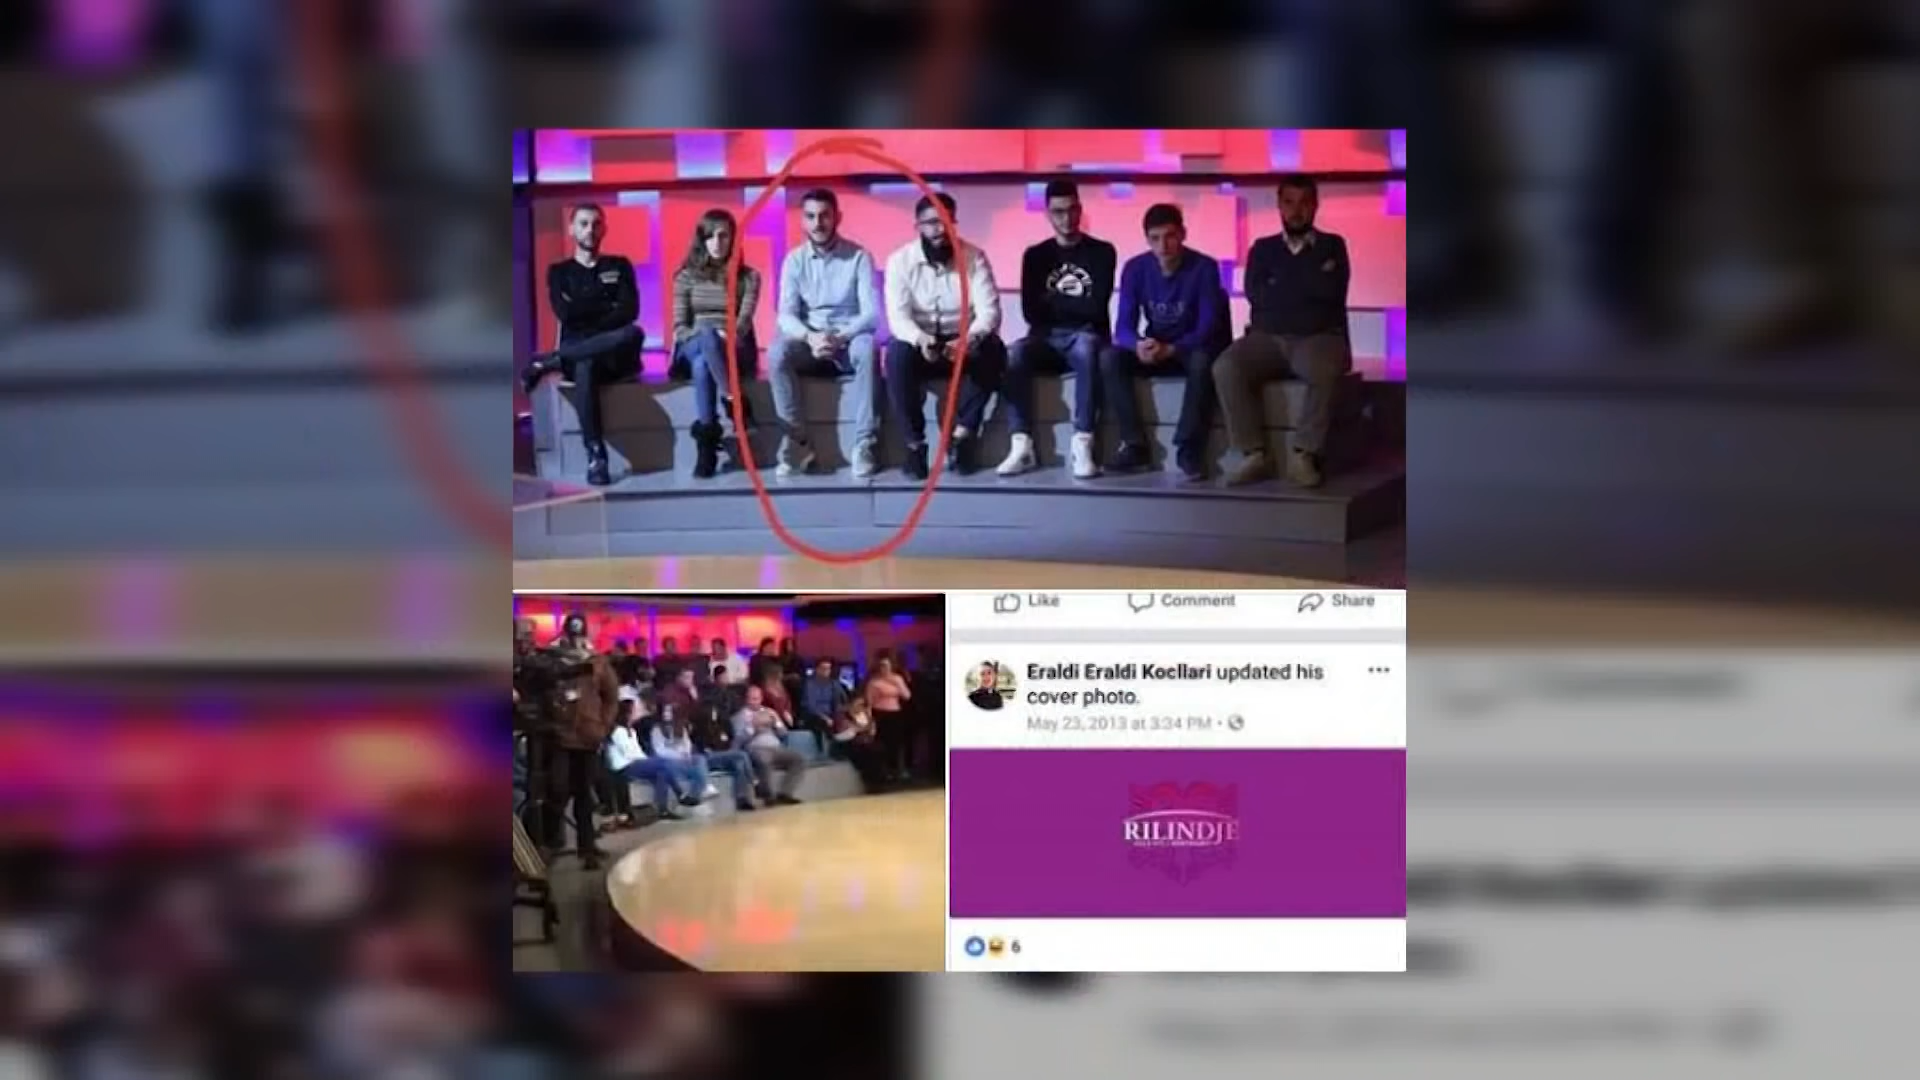 Like Comment Share
Eraldi Eraldi Kocllari updated his
cover photo.
May 23, 2013 at 3:34 PM
RILINDJE
6